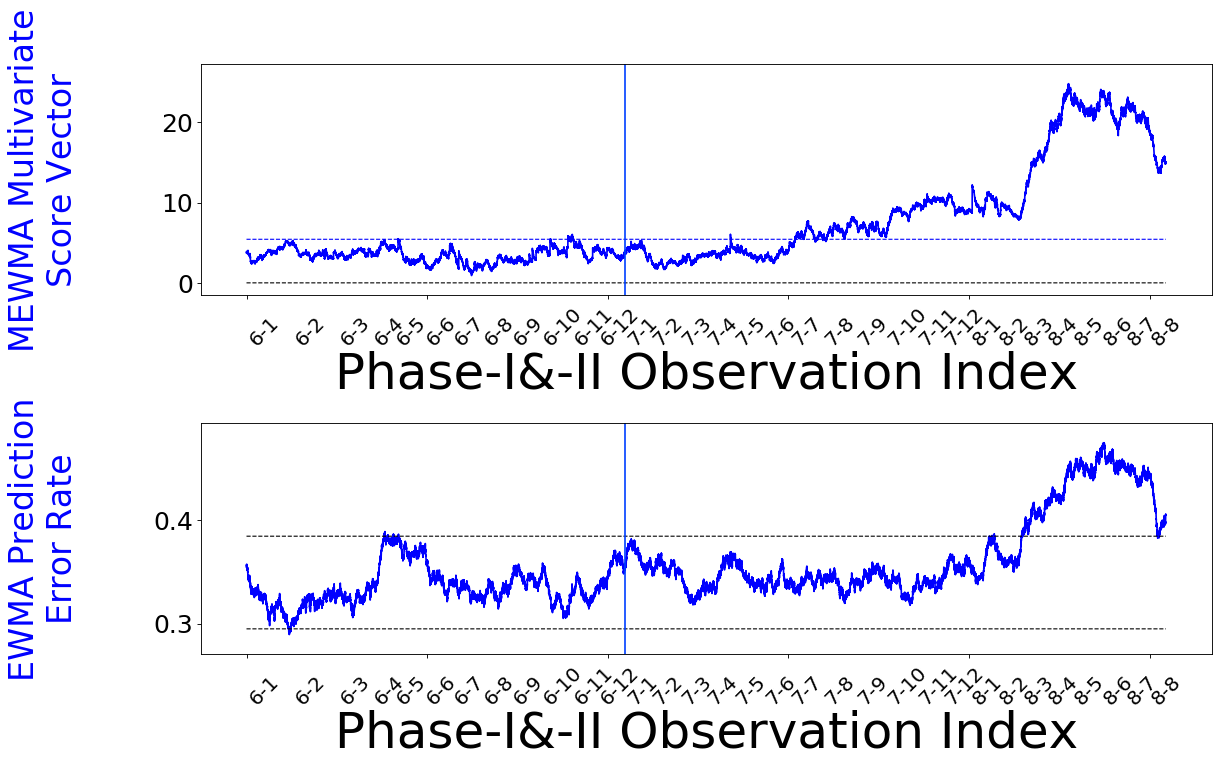 MEWMA Multivariate
Score Vector
20
10
0
6-1 6-2 6-3 6-4 6-5 6-6 6-7 6-8 6-9 6-10 6-11 6-12 7-1 7-2 7-3 7-4 7-5 7-6 7-7 7-8 7-9 7-10 7-11 7-12 8-1 8-2 8-3 8-4 8-5 8-6 8-7 8-8
Phase-I&-II Observation Index
EWMA Prediction
Error Rate
0.4
0.3
6-1 6-2 6-3 6-4 6-5 6-6 6-7 6-8 6-9 6-10 6-11 6-12 7-1 7-2 7-3 7-4 7-5 7-6 7-7 7-8 7-9 7-10 7-11 7-12 8-1 8-2 8-3 8-4 8-5 8-6 8-7 8-8
Phase-I&-II Observation Index